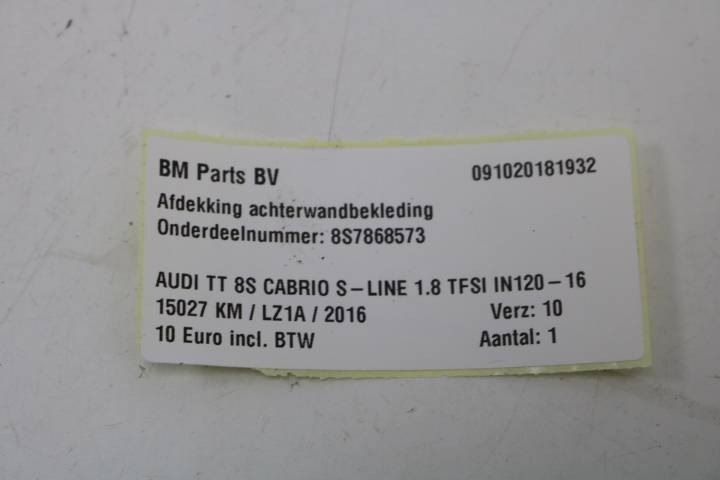 BM Parts BV 091020181932
Afdekking achterwandbekleding
Onderdeelnummer: 8S7868573
AUDI TT 8S CABRIO S-LINE 1.8 TFSI IN120-16
15027 KM / LZ1A / 2016 Verz: 10
10 Euro incl. BTW Aantal: 1